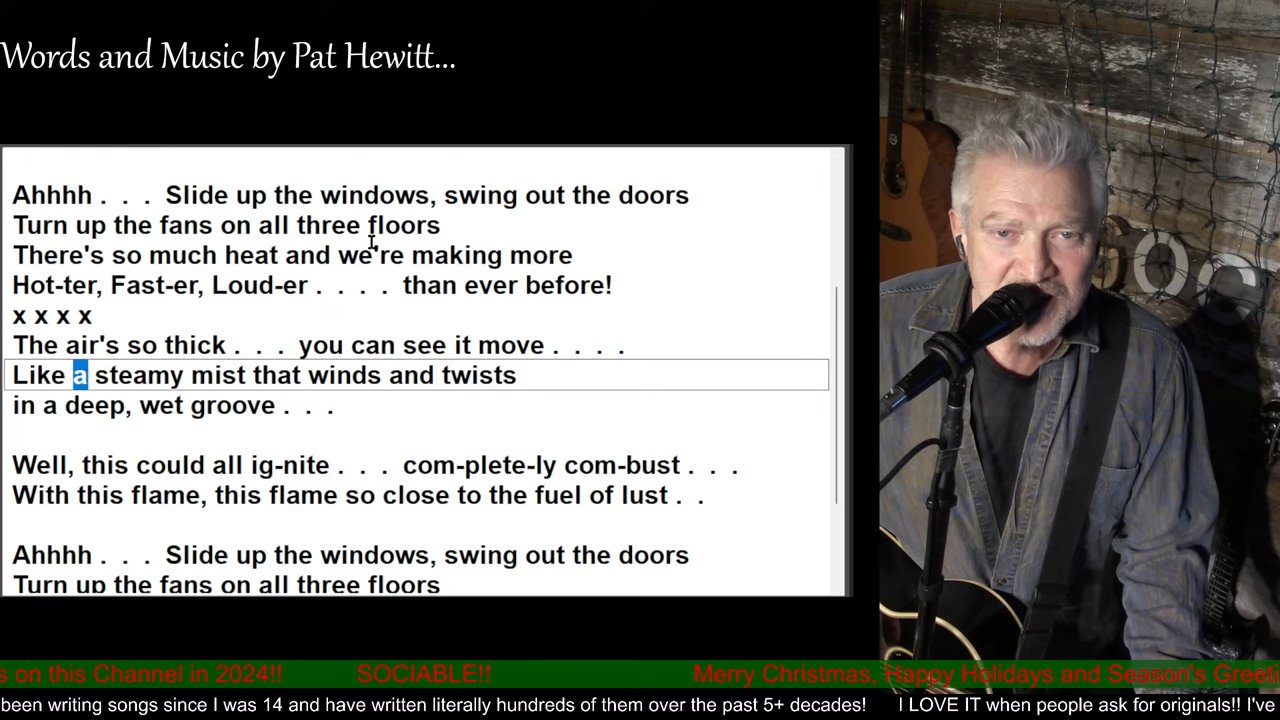 Words and Music by Pat Hewitt...
Ahhhh . . . Slide up the windows, swing out the doors
Turn up the fans on all three floors
There's so much heat and we're making more
Hot-ter, Fast-er, Loud-er . . . . than ever before!
x x x x
The air's so thick . . . you can see it move . . . .
Like a steamy mist that winds and twists
in a deep, wet groove . . .
Well, this could all ig-nite . . . com-plete-ly com-bust . . .
With this flame, this flame so close to the fuel of lust . .
Ahhhh . . . Slide up the windows, swing out the doors
Turn up the fans on all three floors
s on this Channel in 2024!! SOCIABLE!! Merry Christmas, Happy Holidays and Season's Greeti
been writing songs since I was 14 and have written literally hundreds of them over the past 5+ decades! I LOVE IT when people ask for originals!! I've